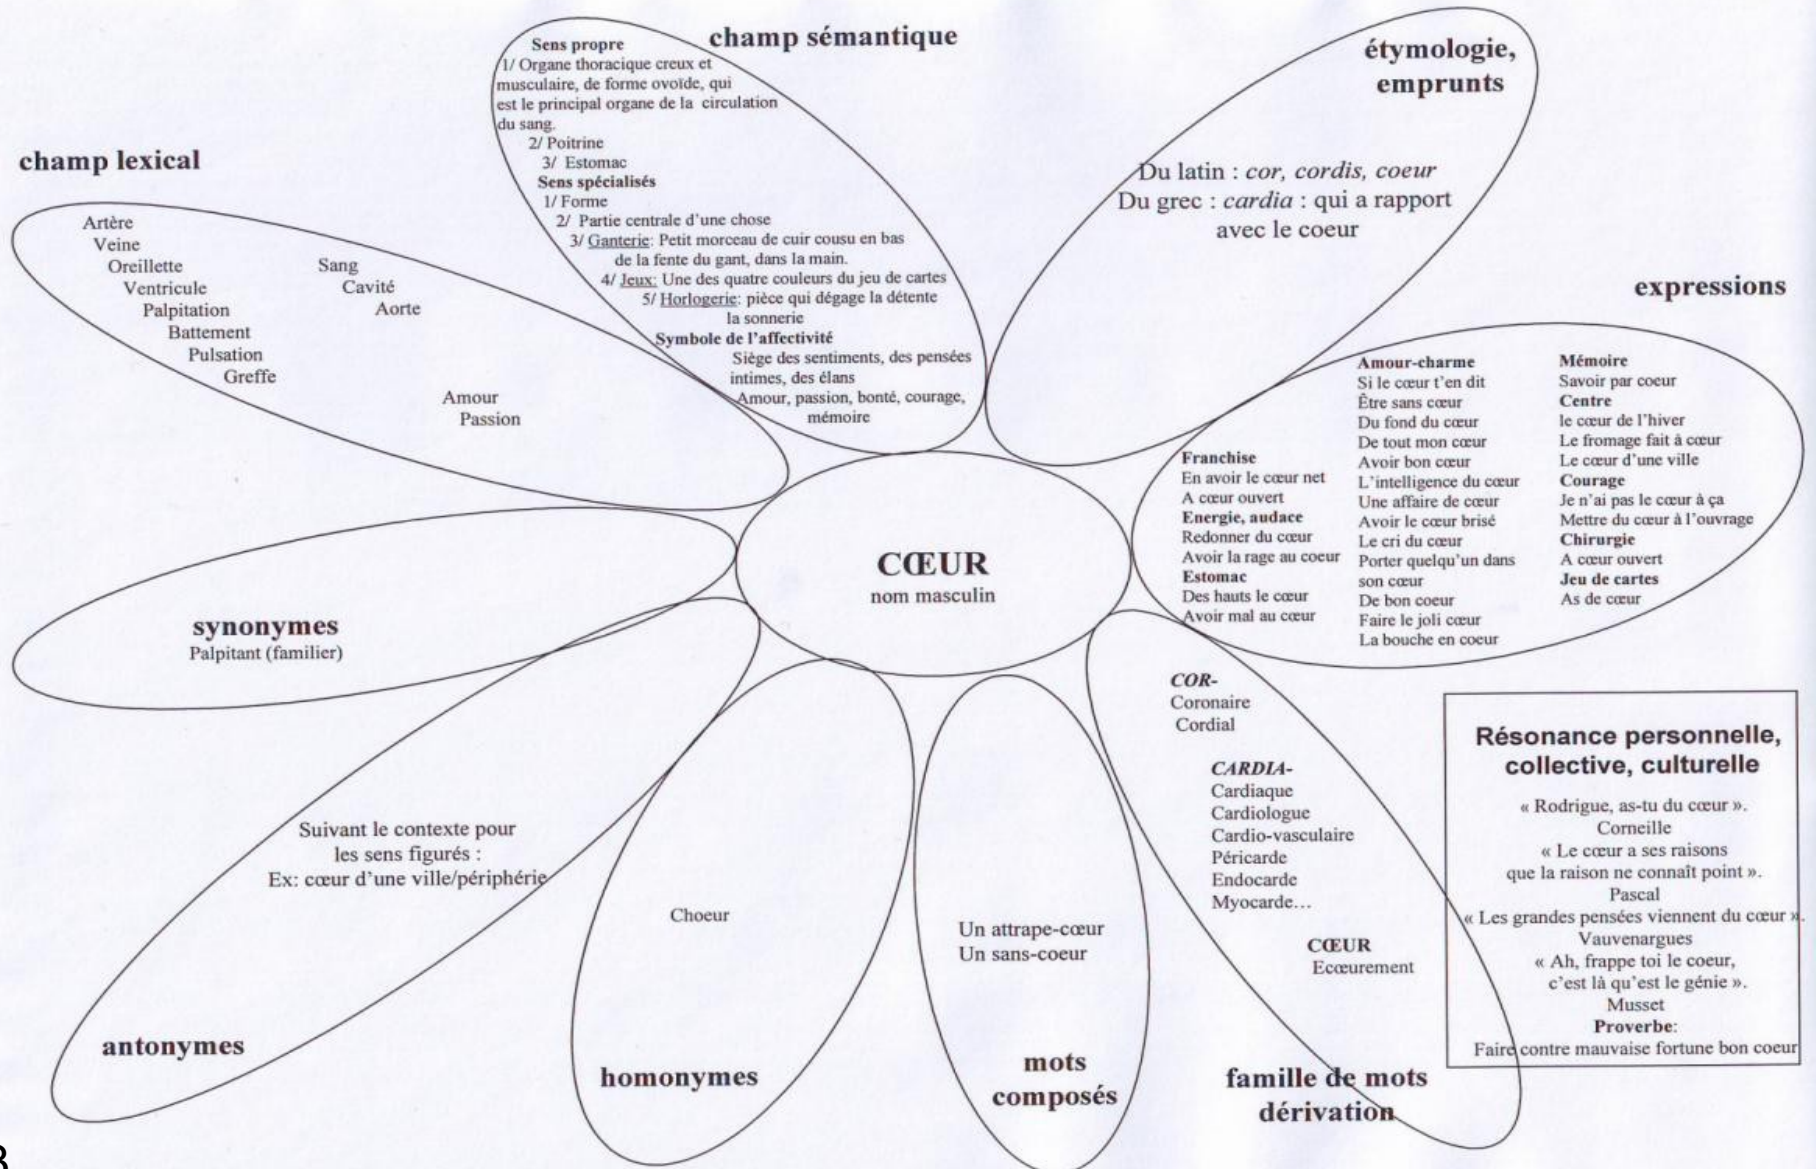 champ sémantique
Sens propre
1/ Organe thoracique creux et
musculaire, de forme ovoïde, qui
est le principal organe de la circulation
du sang.
2/ Poitrine
3/ Estomac
Sens spécialisés
1/ Forme
2/ Partie centrale d'une chose
3/ Ganterie: Petit morceau de cuir cousu en bas
de la fente du gant, dans la main.
4/ Jeux: Une des quatre couleurs du jeu de cartes
5/ Horlogerie: pièce qui dégage la détente
la sonnerie
Symbole de l'affectivité
Siège des sentiments, des pensées
intimes, des élans
Amour, passion, bonté, courage,
mémoire
étymologie,
emprunts
Du latin : cor, cordis, coeur
Du grec : cardia : qui a rapport
avec le coeur
champ lexical
Artère
Veine
Oreillette
Ventricule
Palpitation
Battement
Pulsation
Greffe
Sang
Cavité
Aorte
Amour
Passion
expressions
Franchise
En avoir le cœur net
A cœur ouvert
Energie, audace
Redonner du cœur
Avoir la rage au coeur
Estomac
Des hauts le cœur
Avoir mal au cœur
Amour-charme
Si le cœur t'en dit
Être sans cœur
Du fond du cœur
De tout mon cœur
Avoir bon cœur
L'intelligence du cœur
Une affaire de cœur
Avoir le cœur brisé
Le cri du cœur
Porter quelqu'un dans
son cœur
De bon coeur
Faire le joli cœur
La bouche en coeur
Mémoire
Savoir par coeur
Centre
le cœur de l'hiver
Le fromage fait à cœur
Le cœur d'une ville
Courage
Je n'ai pas le cœur à ça
Mettre du cœur à l'ouvrage
Chirurgie
A cœur ouvert
Jeu de cartes
As de cœur
CŒUR
nom masculin
synonymes
Palpitant (familier)
Suivant le contexte pour
les sens figurés :
Ex: cœur d'une ville/périphérie
antonymes
Choeur
homonymes
Un attrape-cœur
Un sans-coeur
mots
composés
COR-
Coronaire
Cordial
CARDIA-
Cardiaque
Cardiologue
Cardio-vasculaire
Péricarde
Endocarde
Myocarde...
CŒUR
Ecœurement
famille de mots
dérivation
Résonance personnelle,
collective, culturelle
« Rodrigue, as-tu du cœur ».
Corneille
« Le cœur a ses raisons
que la raison ne connaît point ».
Pascal
« Les grandes pensées viennent du cœur ».
Vauvenargues
« Ah, frappe toi le coeur,
c'est là qu'est le génie ».
Musset
Proverbe:
Faire contre mauvaise fortune bon coeur